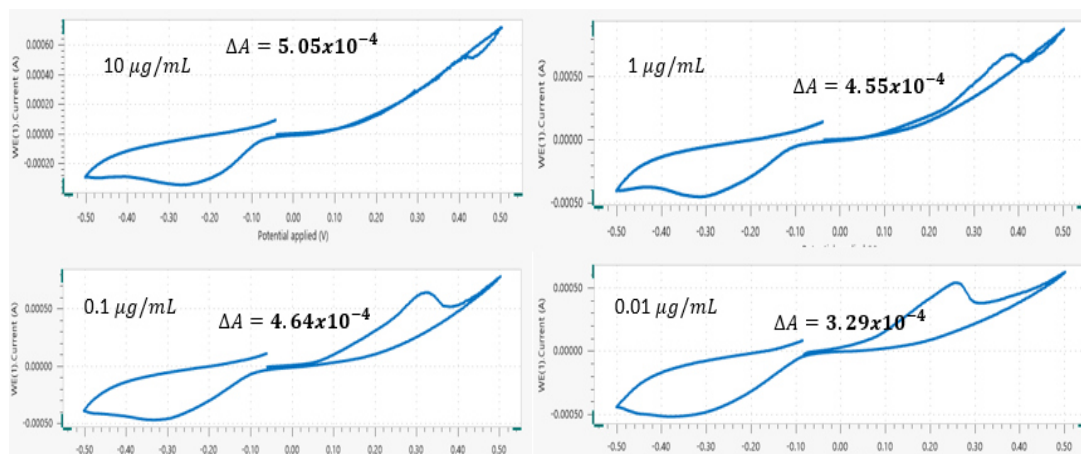 WE(1).Current (A)
0.00060
0.00040
0.00020
0.00000
-0.00020
10 μg/mL
ΔA = 5.05x10⁻⁴
-0.50 -0.40 -0.30 -0.20 -0.10 0.00 0.10 0.20 0.30 0.40 0.50
Potential applied (V)
WE(1).Current (A)
0.00050
0.00000
-0.00050
1 μg/mL
ΔA = 4.55x10⁻⁴
-0.50 -0.40 -0.30 -0.20 -0.10 0.00 0.10 0.20 0.30 0.40 0.50
WE(1).Current (A)
0.00050
0.00000
-0.00050
0.1 μg/mL
ΔA = 4.64x10⁻⁴
-0.50 -0.40 -0.30 -0.20 -0.10 0.00 0.10 0.20 0.30 0.40 0.50
WE(1).Current (A)
0.00050
0.00000
-0.00050
0.01 μg/mL
ΔA = 3.29x10⁻⁴
-0.50 -0.40 -0.30 -0.20 -0.10 0.00 0.10 0.20 0.30 0.40 0.50